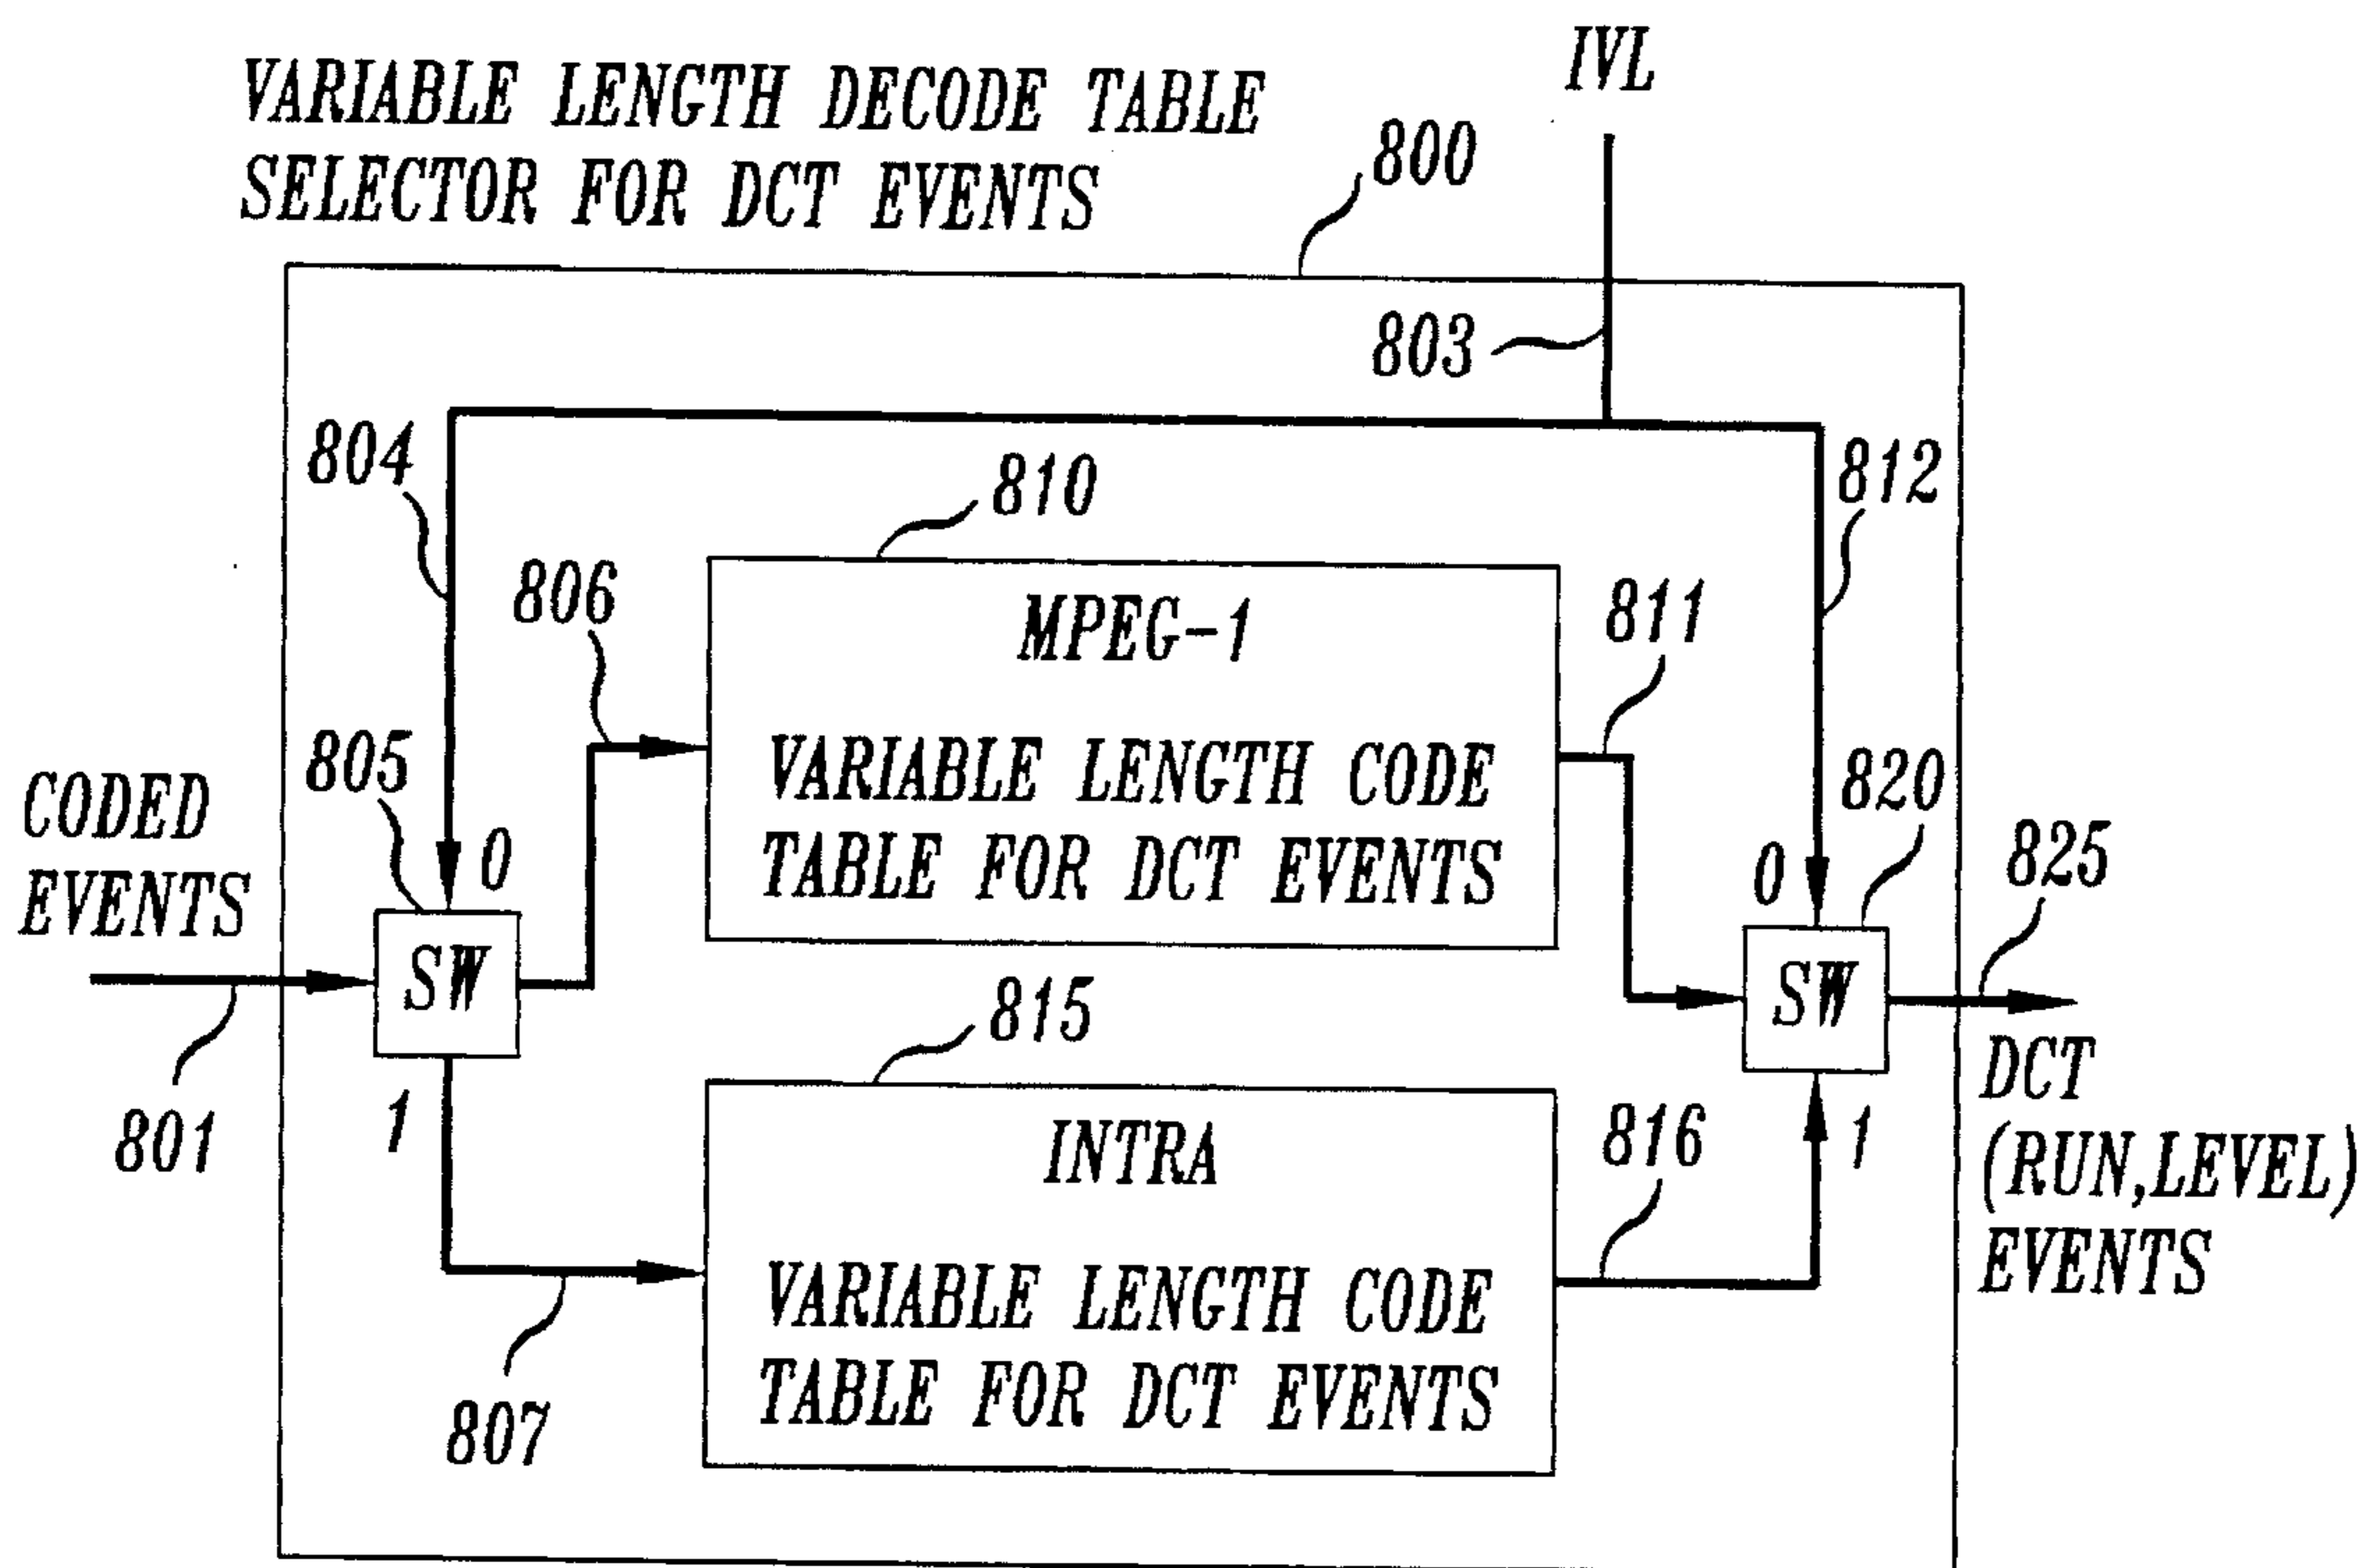 IVL
VARIABLE LENGTH DECODE TABLE
SELECTOR FOR DCT EVENTS
800
803
804
812
810
806
811
MPEG-1
VARIABLE LENGTH CODE
TABLE FOR DCT EVENTS
805
820
CODED
EVENTS
0
0
825
SW
SW
801
1
815
DCT
(RUN,LEVEL)
EVENTS
816
1
INTRA
VARIABLE LENGTH CODE
TABLE FOR DCT EVENTS
807